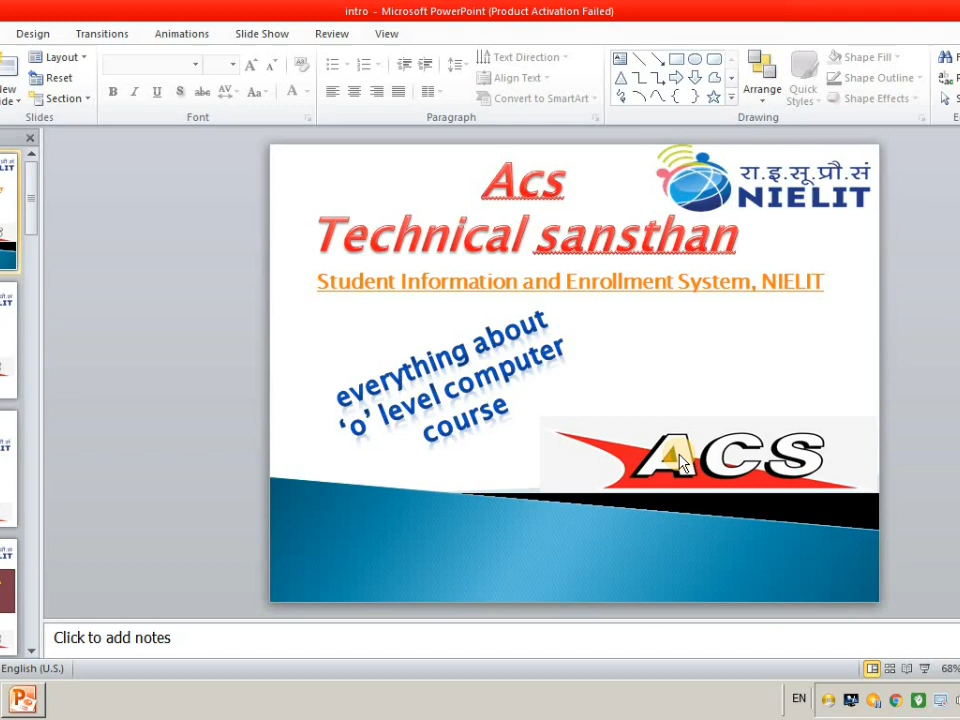 intro - Microsoft PowerPoint (Product Activation Failed)
Design Transitions Animations Slide Show Review View
Layout Text Direction Shape Fill
Reset Align Text Shape Outline
Section Convert to SmartArt Arrange Quick Styles Shape Effects
B I U S abc AV Aa A
Slides Font Paragraph Drawing
Acs
रा.इ.सू.प्रौ.सं
NIELIT
Technical sansthan
Student Information and Enrollment System, NIELIT
everything about
'o' level computer
course
ACS
Click to add notes
English (U.S.) 68%
EN